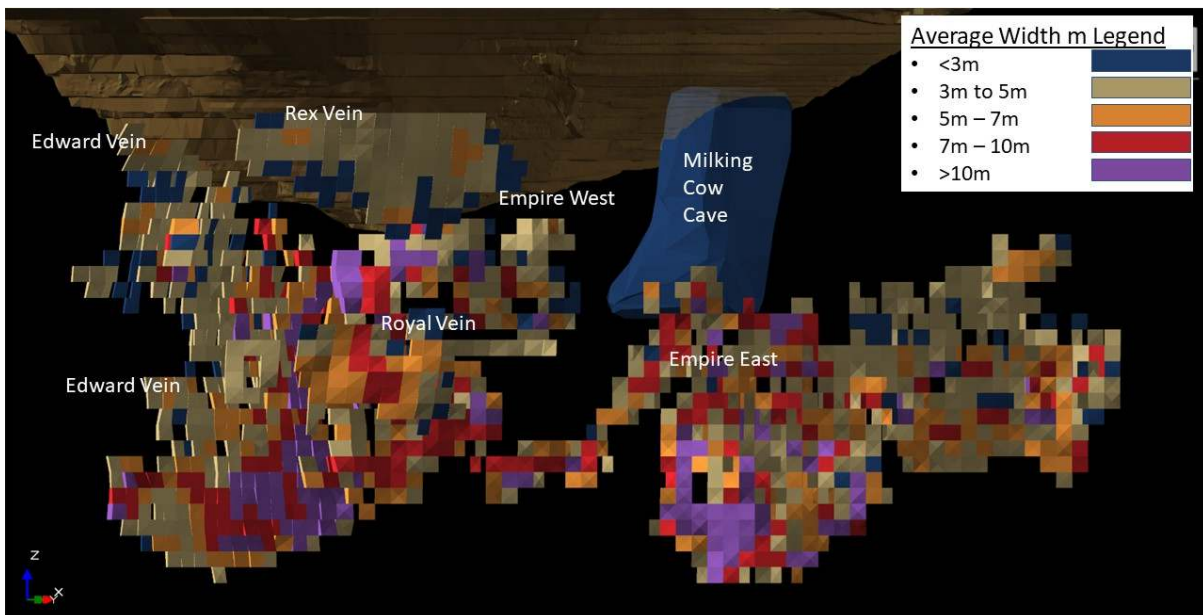 Average Width m Legend
• <3m
• 3m to 5m
• 5m – 7m
• 7m – 10m
• >10m
Rex Vein
Edward Vein
Milking
Cow
Cave
Empire West
Royal Vein
Empire East
Edward Vein
Z
X
Y